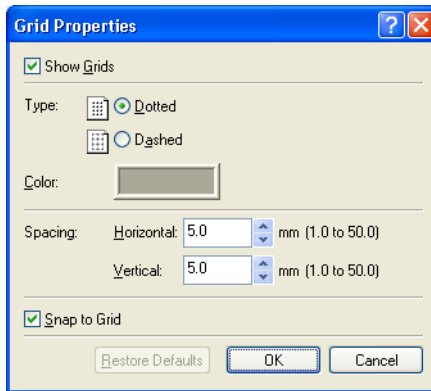 Grid Properties
Show Grids
Type: Dotted
Dashed
Color:
Spacing: Horizontal: 5.0 mm (1.0 to 50.0)
Vertical: 5.0 mm (1.0 to 50.0)
Snap to Grid
Restore Defaults OK Cancel